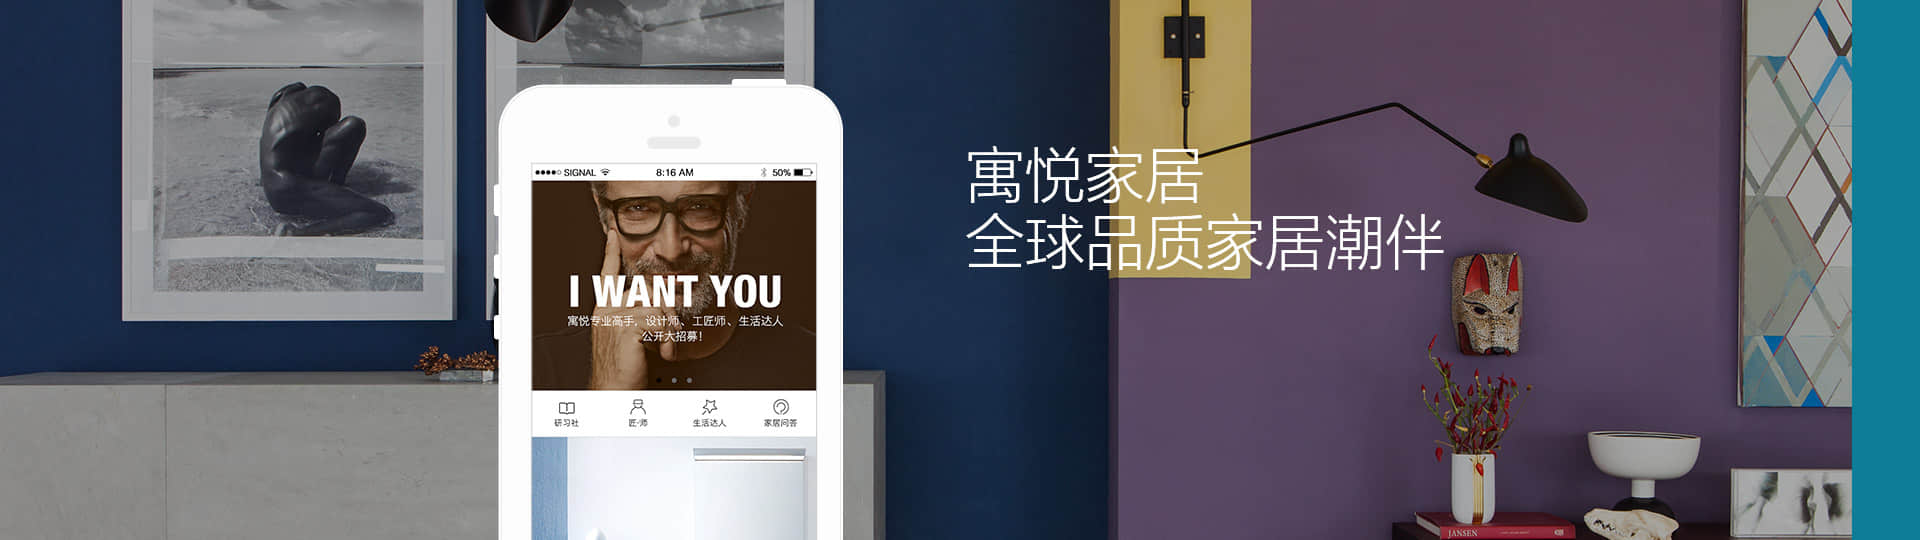 寓悦家居
全球品质家居潮伴
SIGNAL
8:16 AM
50%
I WANT YOU
寓悦专业高手，设计师、工匠师、生活达人
公开大招募！
研习社
匠·师
生活达人
家居问答
JANSEN